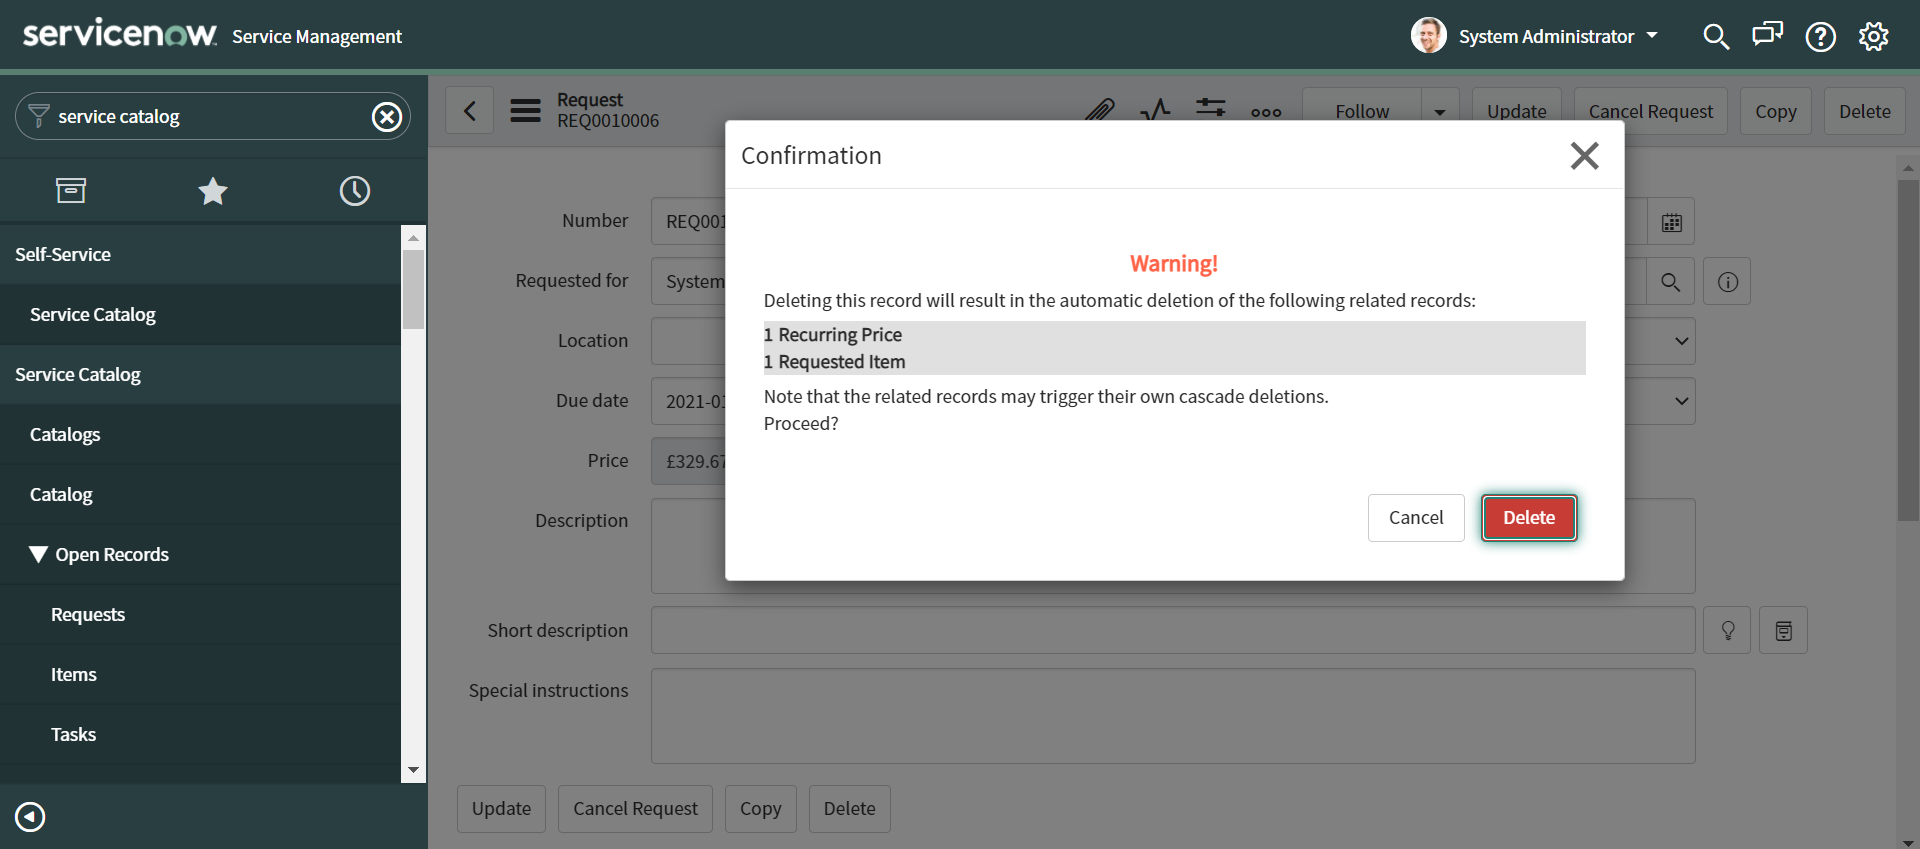 servicenow Service Management
System Administrator
service catalog
Self-Service
Service Catalog
Service Catalog
Catalogs
Catalog
Open Records
Requests
Items
Tasks
Request
REQ0010006
Follow
Update
Cancel Request
Copy
Delete
Number
REQ001
Requested for
System
Location
Due date
2021-01
Price
£329.67
Description
Short description
Special instructions
Update
Cancel Request
Copy
Delete
Confirmation
Warning!
Deleting this record will result in the automatic deletion of the following related records:
1 Recurring Price
1 Requested Item
Note that the related records may trigger their own cascade deletions.
Proceed?
Cancel
Delete